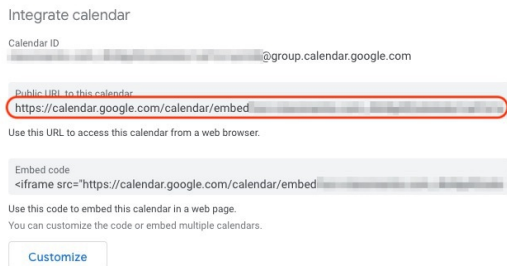 Integrate calendar
Calendar ID
@group.calendar.google.com
Public URL to this calendar
https://calendar.google.com/calendar/embed
Use this URL to access this calendar from a web browser.
Embed code
<iframe src="https://calendar.google.com/calendar/embed
Use this code to embed this calendar in a web page.
You can customize the code or embed multiple calendars.
Customize